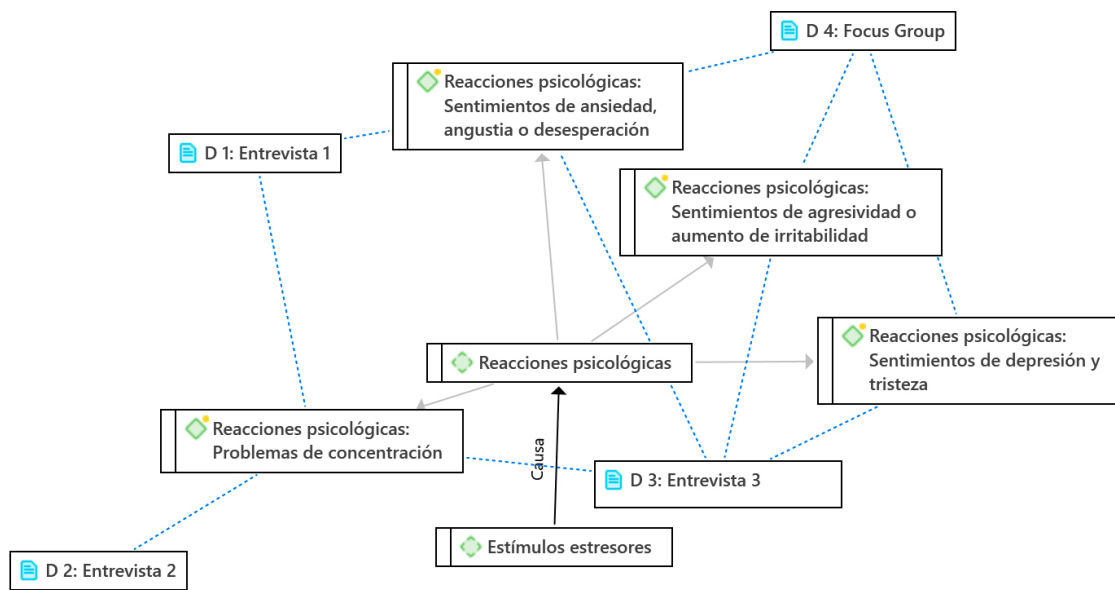 D 4: Focus Group
Reacciones psicológicas:
Sentimientos de ansiedad,
angustia o desesperación
D 1: Entrevista 1
Reacciones psicológicas:
Sentimientos de agresividad o
aumento de irritabilidad
Reacciones psicológicas:
Sentimientos de depresión y
tristeza
Reacciones psicológicas
Reacciones psicológicas:
Problemas de concentración
Causa
D 3: Entrevista 3
Estímulos estresores
D 2: Entrevista 2